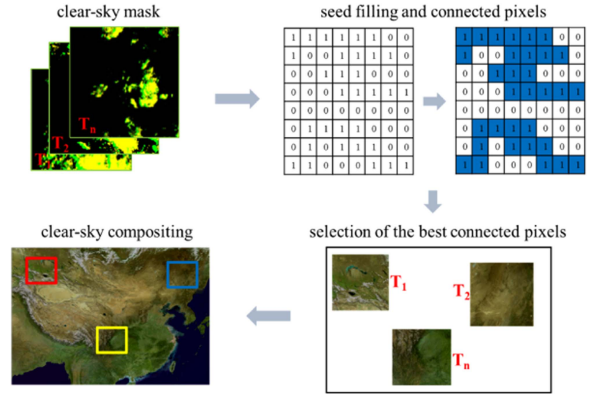 clear-sky mask
seed filling and connected pixels
T1
T2
Tn
1 1 1 1 1 1 0 0
1 0 0 1 1 1 0 0
0 0 1 1 1 0 0 0
0 0 0 1 1 1 1 1
0 0 0 0 0 0 0 0
0 1 1 1 1 0 0 0
0 1 0 1 1 1 0 0
1 1 0 0 0 1 1 1
1 1 1 1 1 1 0 0
1 0 0 1 1 1 0 0
0 0 1 1 1 0 0 0
0 0 0 1 1 1 1 1
0 0 0 0 0 0 0 0
0 1 1 1 1 0 0 0
0 1 0 1 1 1 0 0
1 1 0 0 0 1 1 1
clear-sky compositing
selection of the best connected pixels
T1
T2
Tn